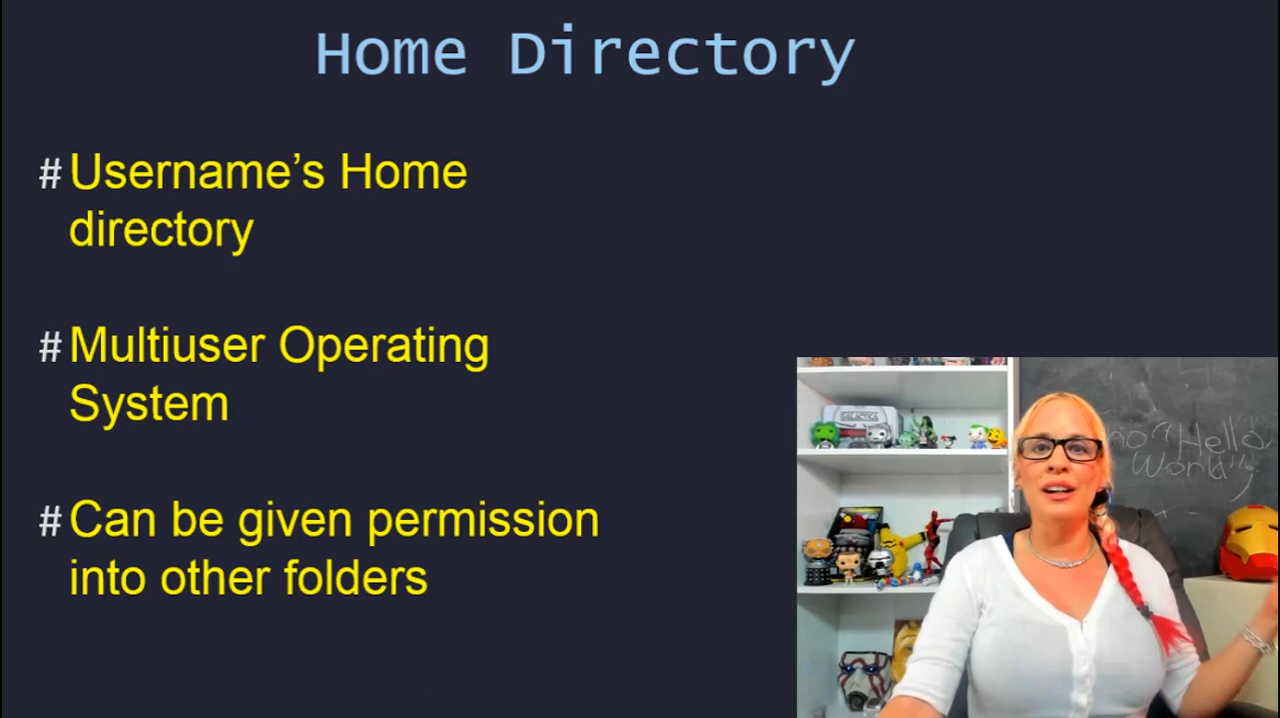 Home Directory
# Username’s Home
directory
# Multiuser Operating
System
# Can be given permission
into other folders
GALACTICA
"Hello
World"